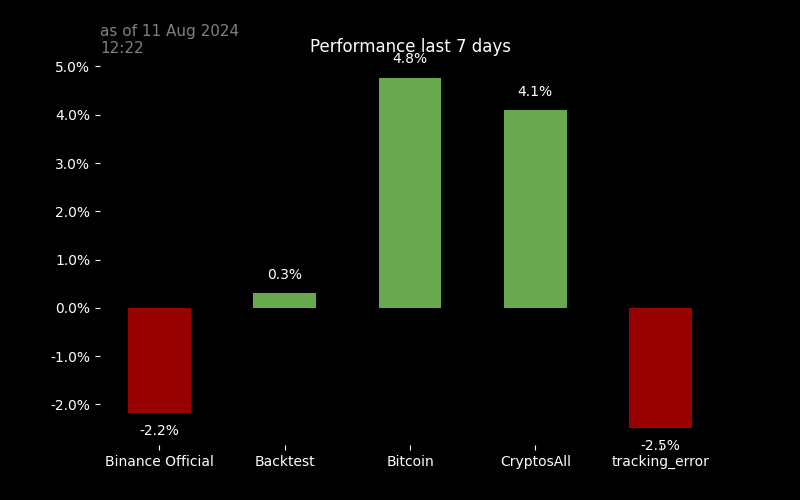 as of 11 Aug 2024
12:22
Performance last 7 days
5.0%
4.0%
3.0%
2.0%
1.0%
0.0%
-1.0%
-2.0%
-2.2%
0.3%
4.8%
4.1%
-2.5%
Binance Official
Backtest
Bitcoin
CryptosAll
tracking_error